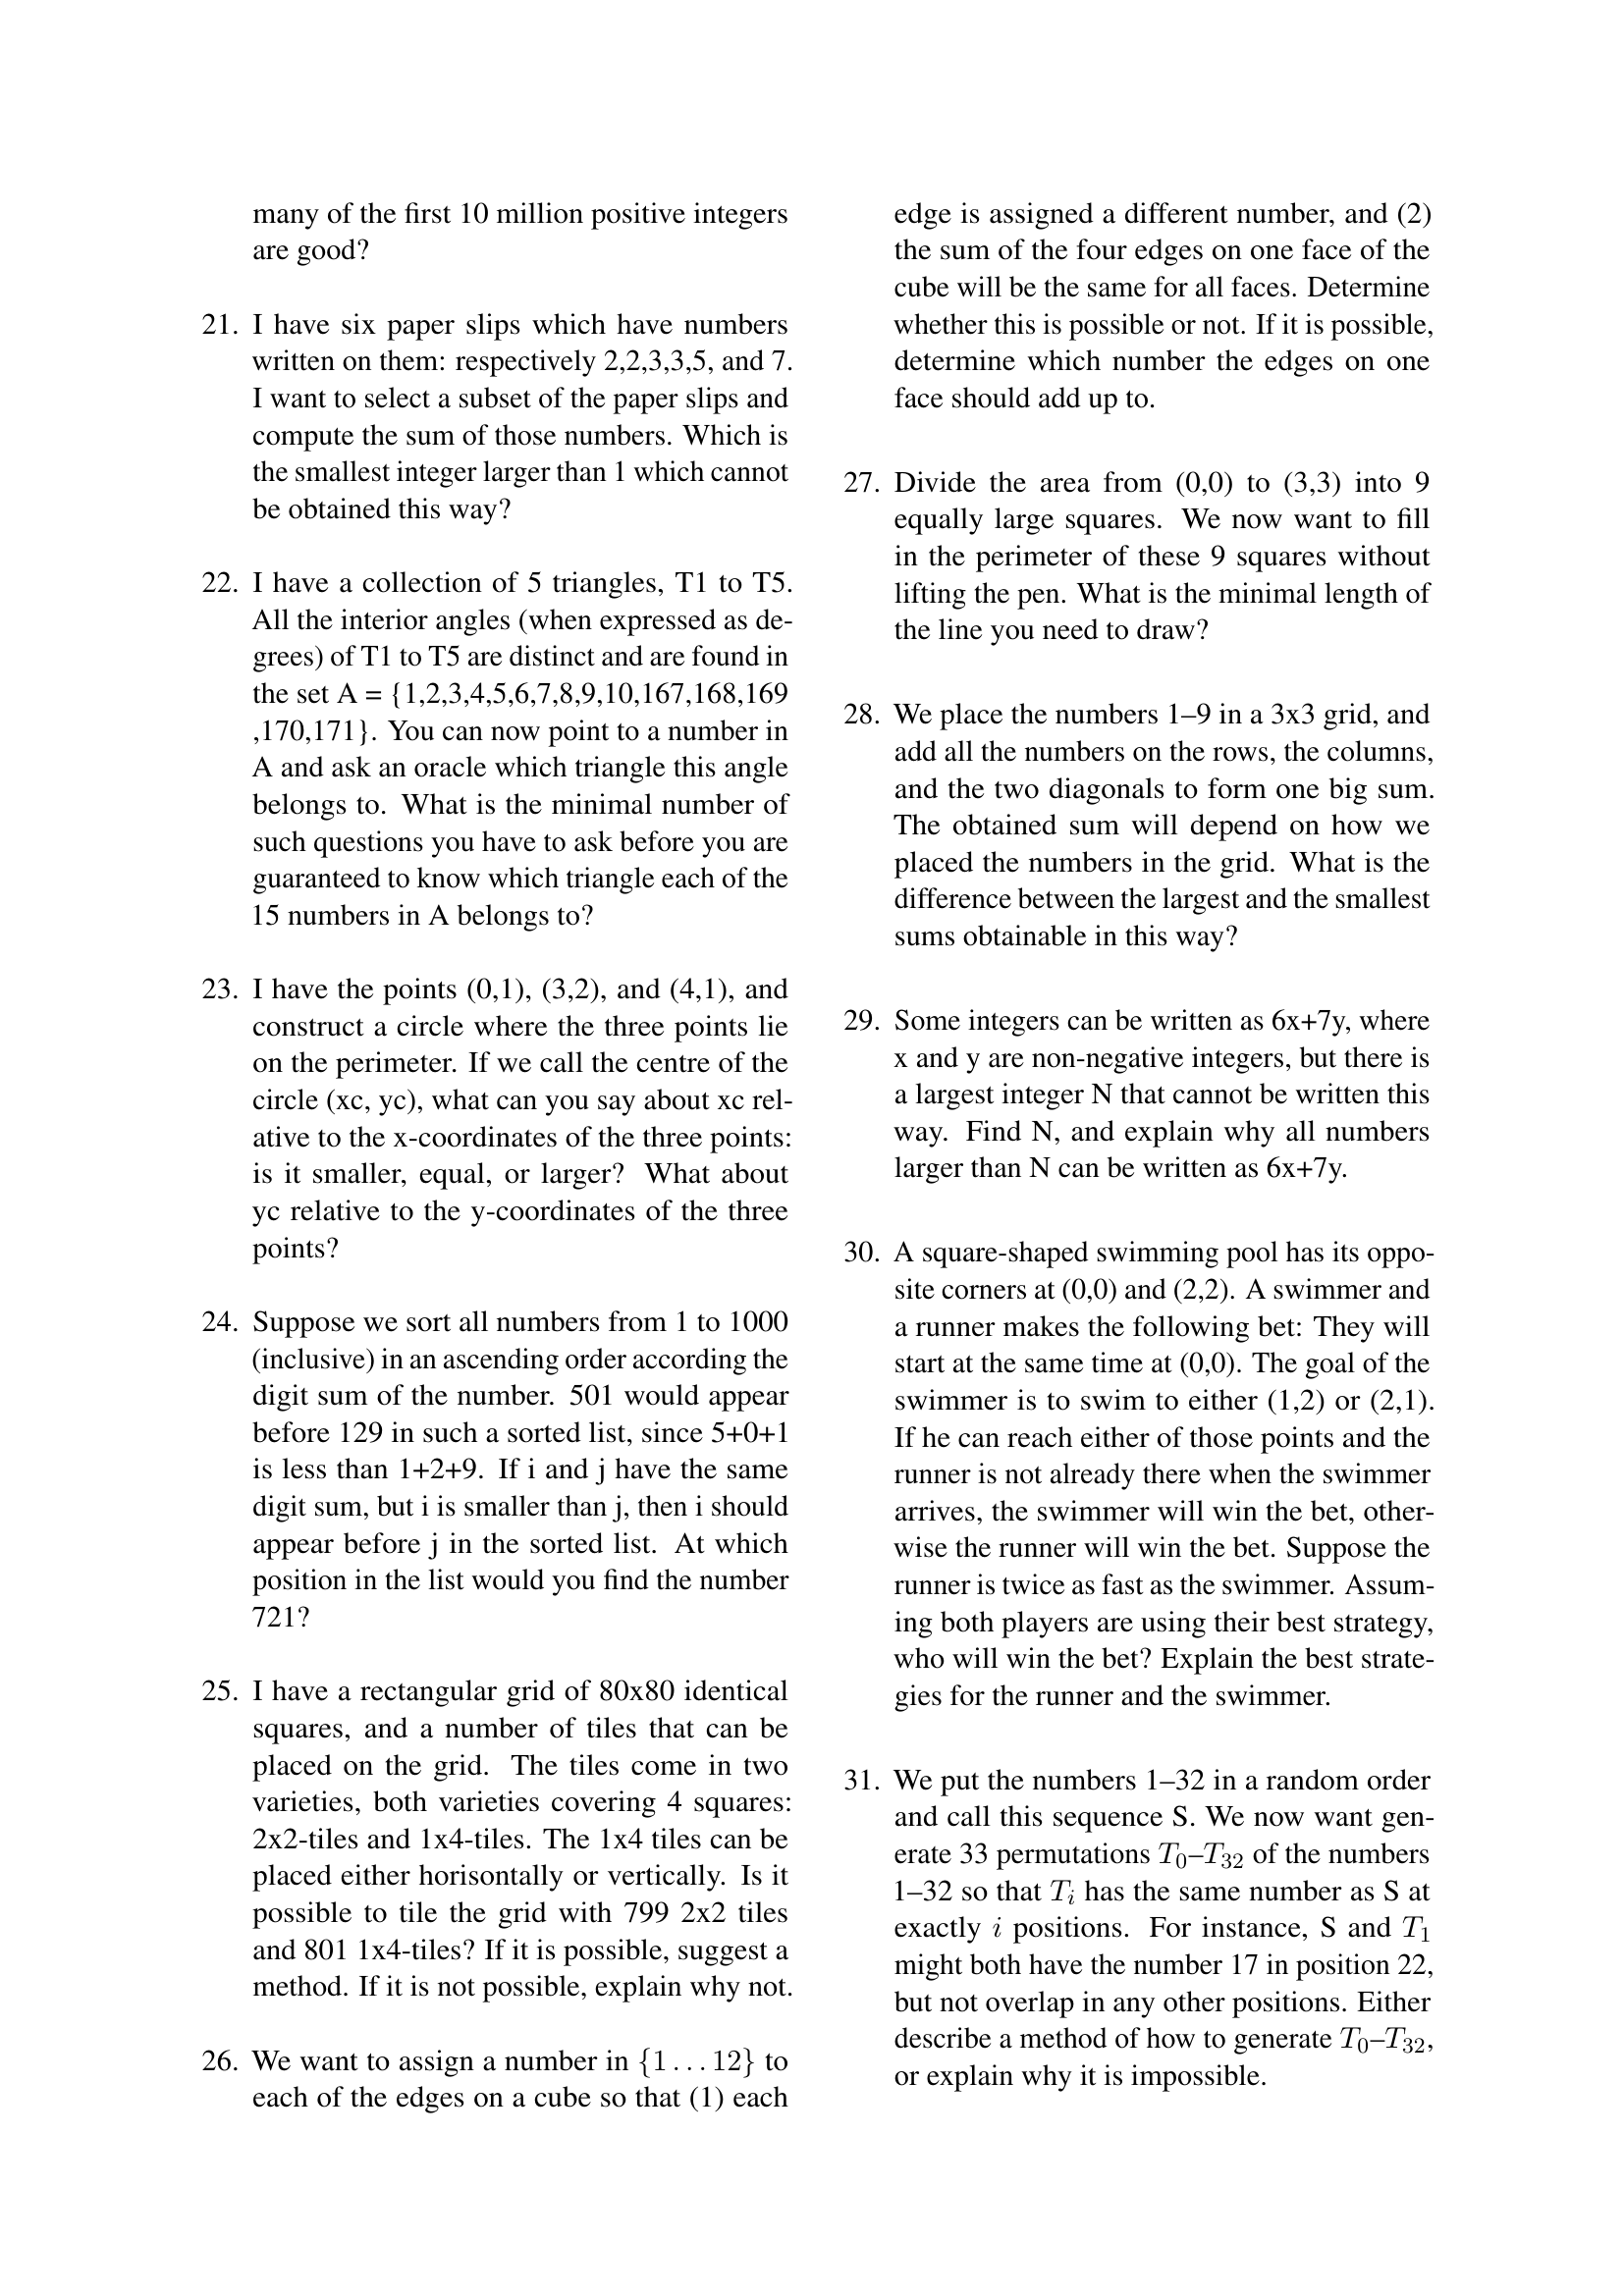 many of the first 10 million positive integers
are good?
21. I have six paper slips which have numbers
written on them: respectively 2,2,3,3,5, and 7.
I want to select a subset of the paper slips and
compute the sum of those numbers. Which is
the smallest integer larger than 1 which cannot
be obtained this way?
22. I have a collection of 5 triangles, T1 to T5.
All the interior angles (when expressed as de-
grees) of T1 to T5 are distinct and are found in
the set A = {1,2,3,4,5,6,7,8,9,10,167,168,169
,170,171}. You can now point to a number in
A and ask an oracle which triangle this angle
belongs to. What is the minimal number of
such questions you have to ask before you are
guaranteed to know which triangle each of the
15 numbers in A belongs to?
23. I have the points (0,1), (3,2), and (4,1), and
construct a circle where the three points lie
on the perimeter. If we call the centre of the
circle (xc, yc), what can you say about xc rel-
ative to the x-coordinates of the three points:
is it smaller, equal, or larger? What about
yc relative to the y-coordinates of the three
points?
24. Suppose we sort all numbers from 1 to 1000
(inclusive) in an ascending order according the
digit sum of the number. 501 would appear
before 129 in such a sorted list, since 5+0+1
is less than 1+2+9. If i and j have the same
digit sum, but i is smaller than j, then i should
appear before j in the sorted list. At which
position in the list would you find the number
721?
25. I have a rectangular grid of 80x80 identical
squares, and a number of tiles that can be
placed on the grid. The tiles come in two
varieties, both varieties covering 4 squares:
2x2-tiles and 1x4-tiles. The 1x4 tiles can be
placed either horisontally or vertically. Is it
possible to tile the grid with 799 2x2 tiles
and 801 1x4-tiles? If it is possible, suggest a
method. If it is not possible, explain why not.
26. We want to assign a number in {1 . . . 12} to
each of the edges on a cube so that (1) each
edge is assigned a different number, and (2)
the sum of the four edges on one face of the
cube will be the same for all faces. Determine
whether this is possible or not. If it is possible,
determine which number the edges on one
face should add up to.
27. Divide the area from (0,0) to (3,3) into 9
equally large squares. We now want to fill
in the perimeter of these 9 squares without
lifting the pen. What is the minimal length of
the line you need to draw?
28. We place the numbers 1–9 in a 3x3 grid, and
add all the numbers on the rows, the columns,
and the two diagonals to form one big sum.
The obtained sum will depend on how we
placed the numbers in the grid. What is the
difference between the largest and the smallest
sums obtainable in this way?
29. Some integers can be written as 6x+7y, where
x and y are non-negative integers, but there is
a largest integer N that cannot be written this
way. Find N, and explain why all numbers
larger than N can be written as 6x+7y.
30. A square-shaped swimming pool has its oppo-
site corners at (0,0) and (2,2). A swimmer and
a runner makes the following bet: They will
start at the same time at (0,0). The goal of the
swimmer is to swim to either (1,2) or (2,1).
If he can reach either of those points and the
runner is not already there when the swimmer
arrives, the swimmer will win the bet, other-
wise the runner will win the bet. Suppose the
runner is twice as fast as the swimmer. Assum-
ing both players are using their best strategy,
who will win the bet? Explain the best strate-
gies for the runner and the swimmer.
31. We put the numbers 1–32 in a random order
and call this sequence S. We now want gen-
erate 33 permutations T0–T32 of the numbers
1–32 so that Ti has the same number as S at
exactly i positions. For instance, S and T1
might both have the number 17 in position 22,
but not overlap in any other positions. Either
describe a method of how to generate T0–T32,
or explain why it is impossible.